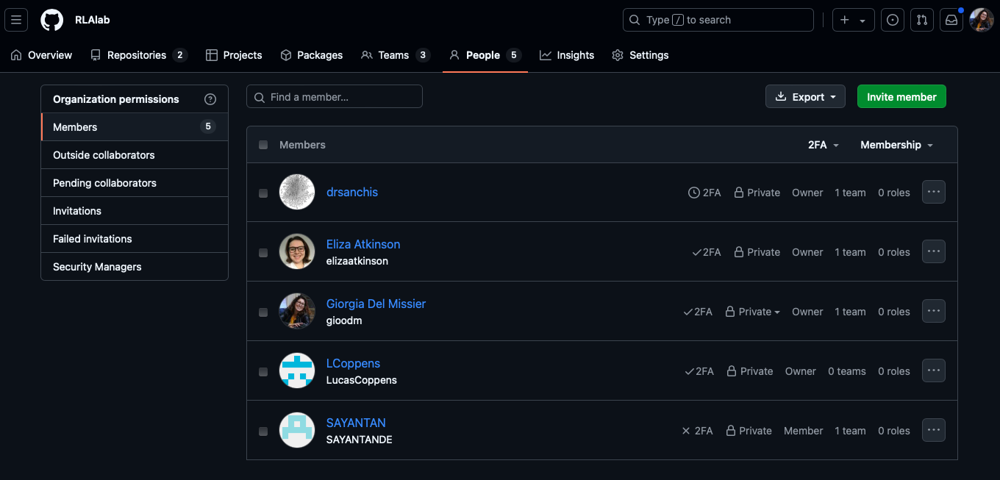 RLAlab
Type / to search
Overview Repositories 2 Projects Packages Teams 3 People 5 Insights Settings
Organization permissions
Members 5
Outside collaborators
Pending collaborators
Invitations
Failed invitations
Security Managers
Find a member...
Export
Invite member
Members 2FA Membership
drsanchis 2FA Private Owner 1 team 0 roles
Eliza Atkinson
elizaatkinson
2FA Private Owner 1 team 0 roles
Giorgia Del Missier
gioodm
2FA Private Owner 1 team 0 roles
LCoppens
LucasCoppens
2FA Private Owner 0 teams 0 roles
SAYANTAN
SAYANTANDE
2FA Private Member 1 team 0 roles